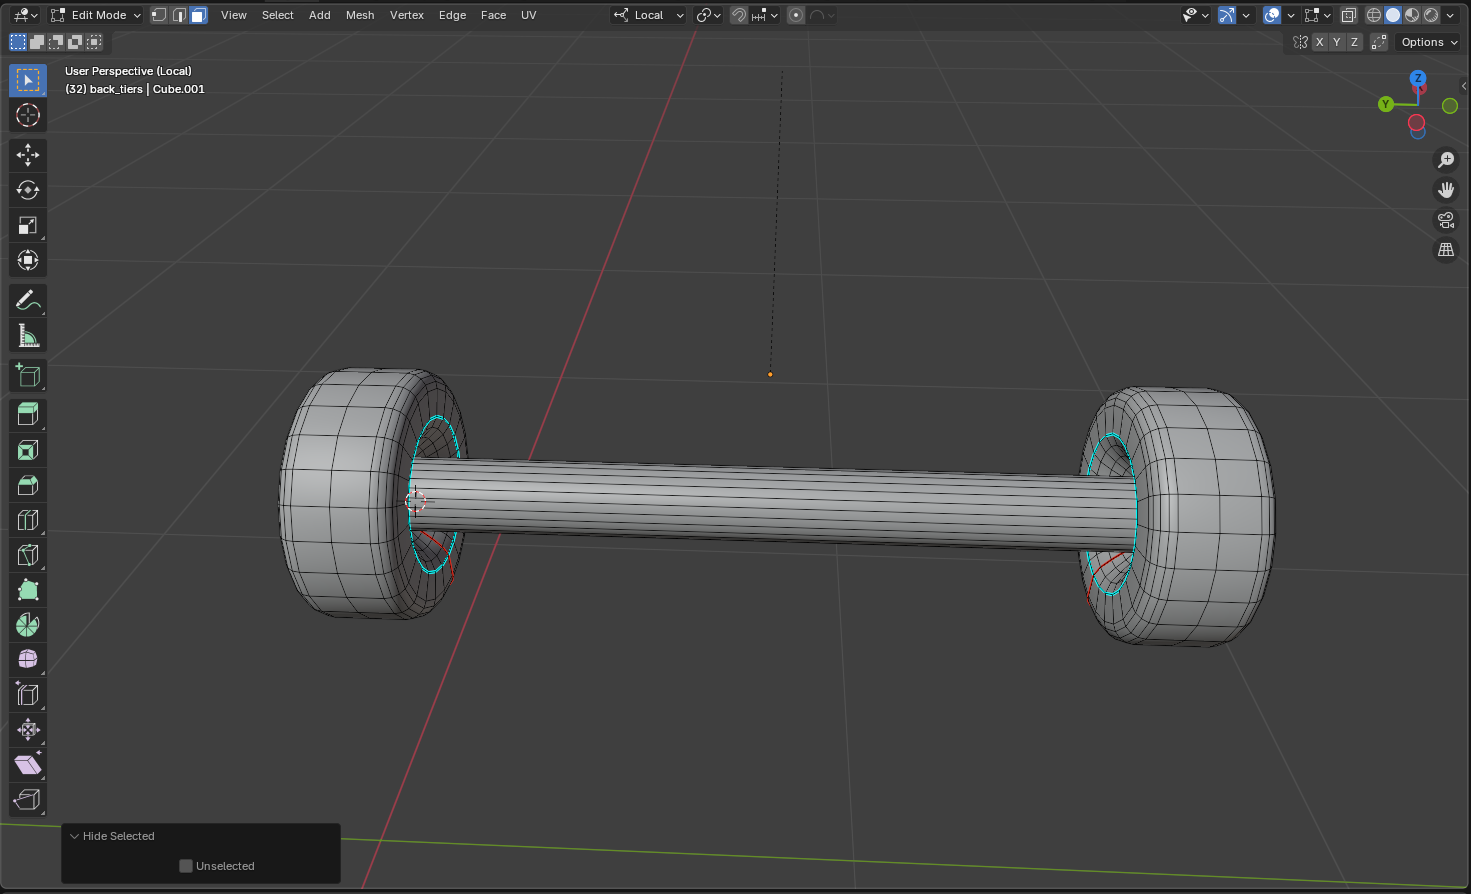 Edit Mode View Select Add Mesh Vertex Edge Face UV Local
X Y Z Options
User Perspective (Local)
(32) back_tiers | Cube.001
Z
Y
Hide Selected
Unselected